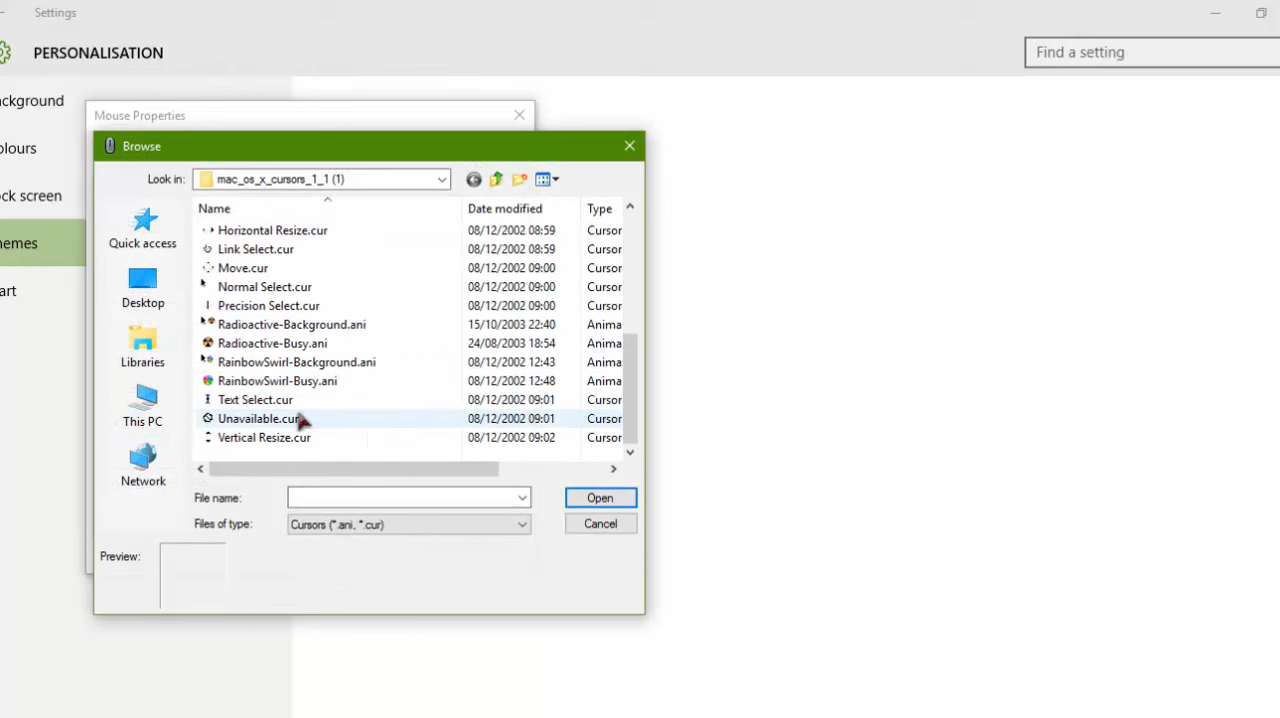 Settings
PERSONALISATION
Find a setting
ackground
olours
ock screen
hemes
art
Mouse Properties
Browse
Look in: mac_os_x_cursors_1_1 (1)
Quick access
Desktop
Libraries
This PC
Network
Name Date modified Type
Horizontal Resize.cur 08/12/2002 08:59 Cursor
Link Select.cur 08/12/2002 08:59 Cursor
Move.cur 08/12/2002 09:00 Cursor
Normal Select.cur 08/12/2002 09:00 Cursor
Precision Select.cur 08/12/2002 09:00 Cursor
Radioactive-Background.ani 15/10/2003 22:40 Anima
Radioactive-Busy.ani 24/08/2003 18:54 Anima
RainbowSwirl-Background.ani 08/12/2002 12:43 Anima
RainbowSwirl-Busy.ani 08/12/2002 12:48 Anima
Text Select.cur 08/12/2002 09:01 Cursor
Unavailable.cur 08/12/2002 09:01 Cursor
Vertical Resize.cur 08/12/2002 09:02 Cursor
File name: Open
Files of type: Cursors (*.ani, *.cur) Cancel
Preview: